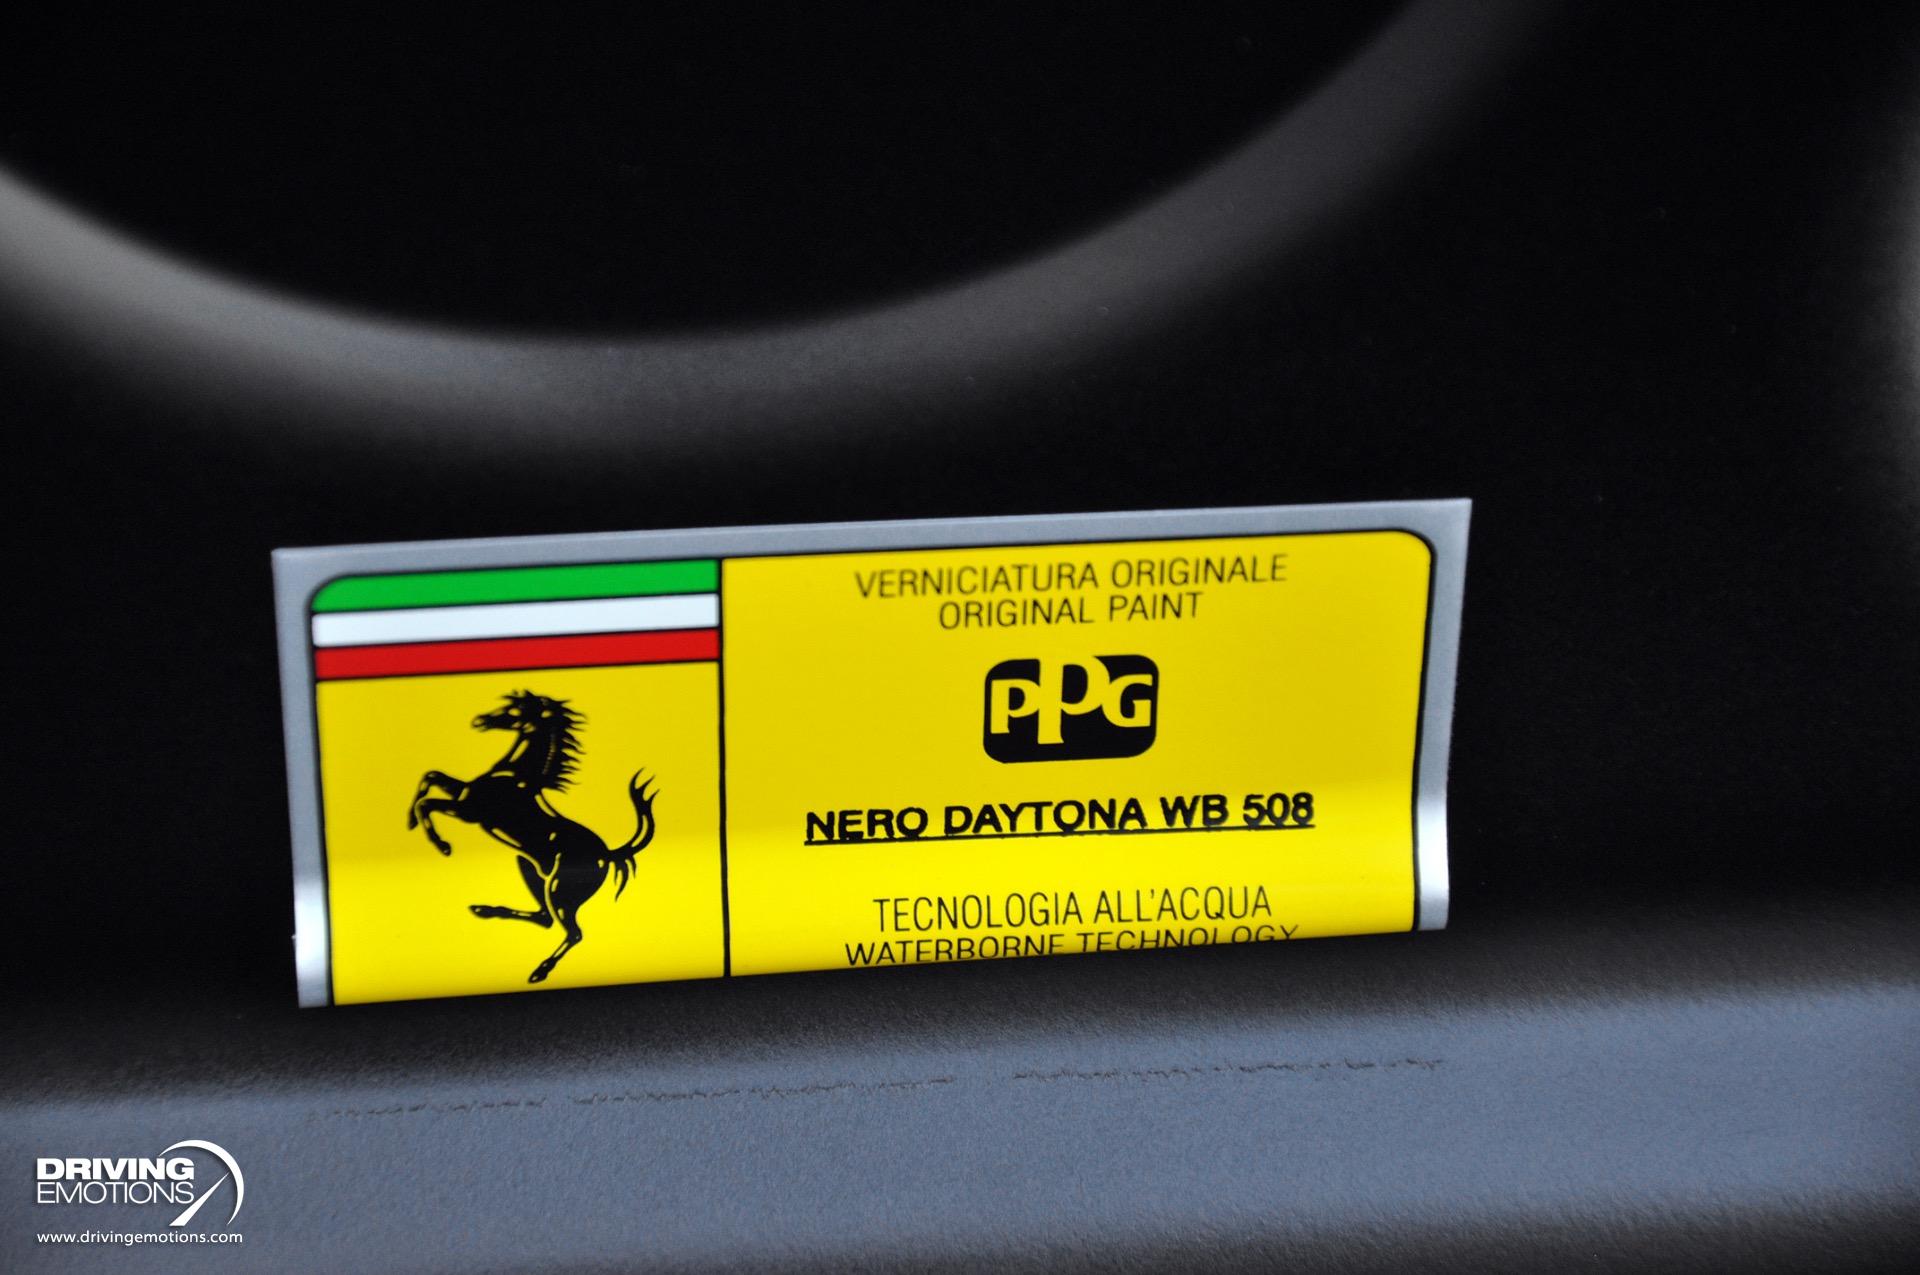 VERNICIATURA ORIGINALE
ORIGINAL PAINT
PPG
NERO DAYTONA WB 508
TECNOLOGIA ALL'ACQUA
WATERBORNE TECHNOLOGY
DRIVING
EMOTIONS
www.drivingemotions.com